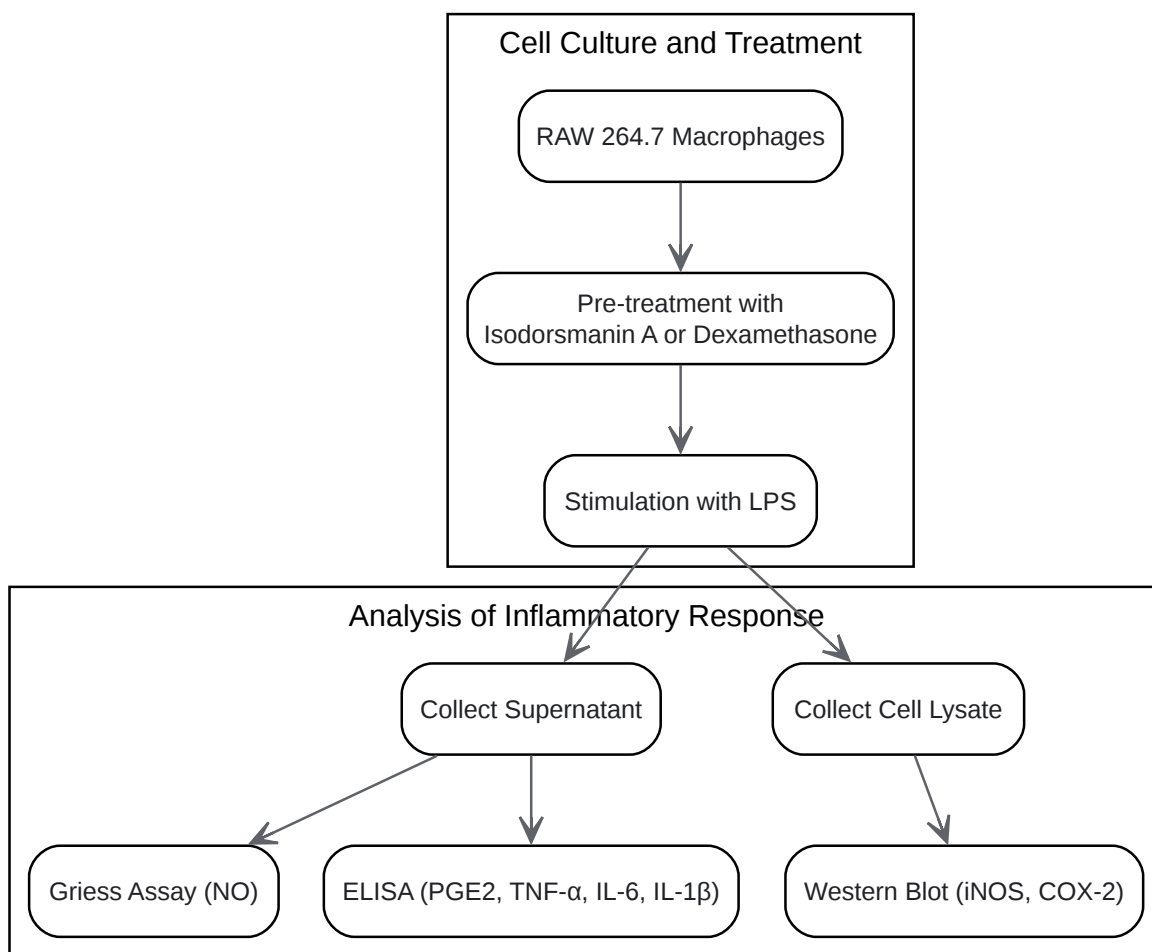 Cell Culture and Treatment
RAW 264.7 Macrophages
Pre-treatment with
Isodorsmanin A or Dexamethasone
Stimulation with LPS
Analysis of Inflammatory Response
Collect Supernatant
Collect Cell Lysate
Griess Assay (NO)
ELISA (PGE2, TNF-α, IL-6, IL-1β)
Western Blot (iNOS, COX-2)